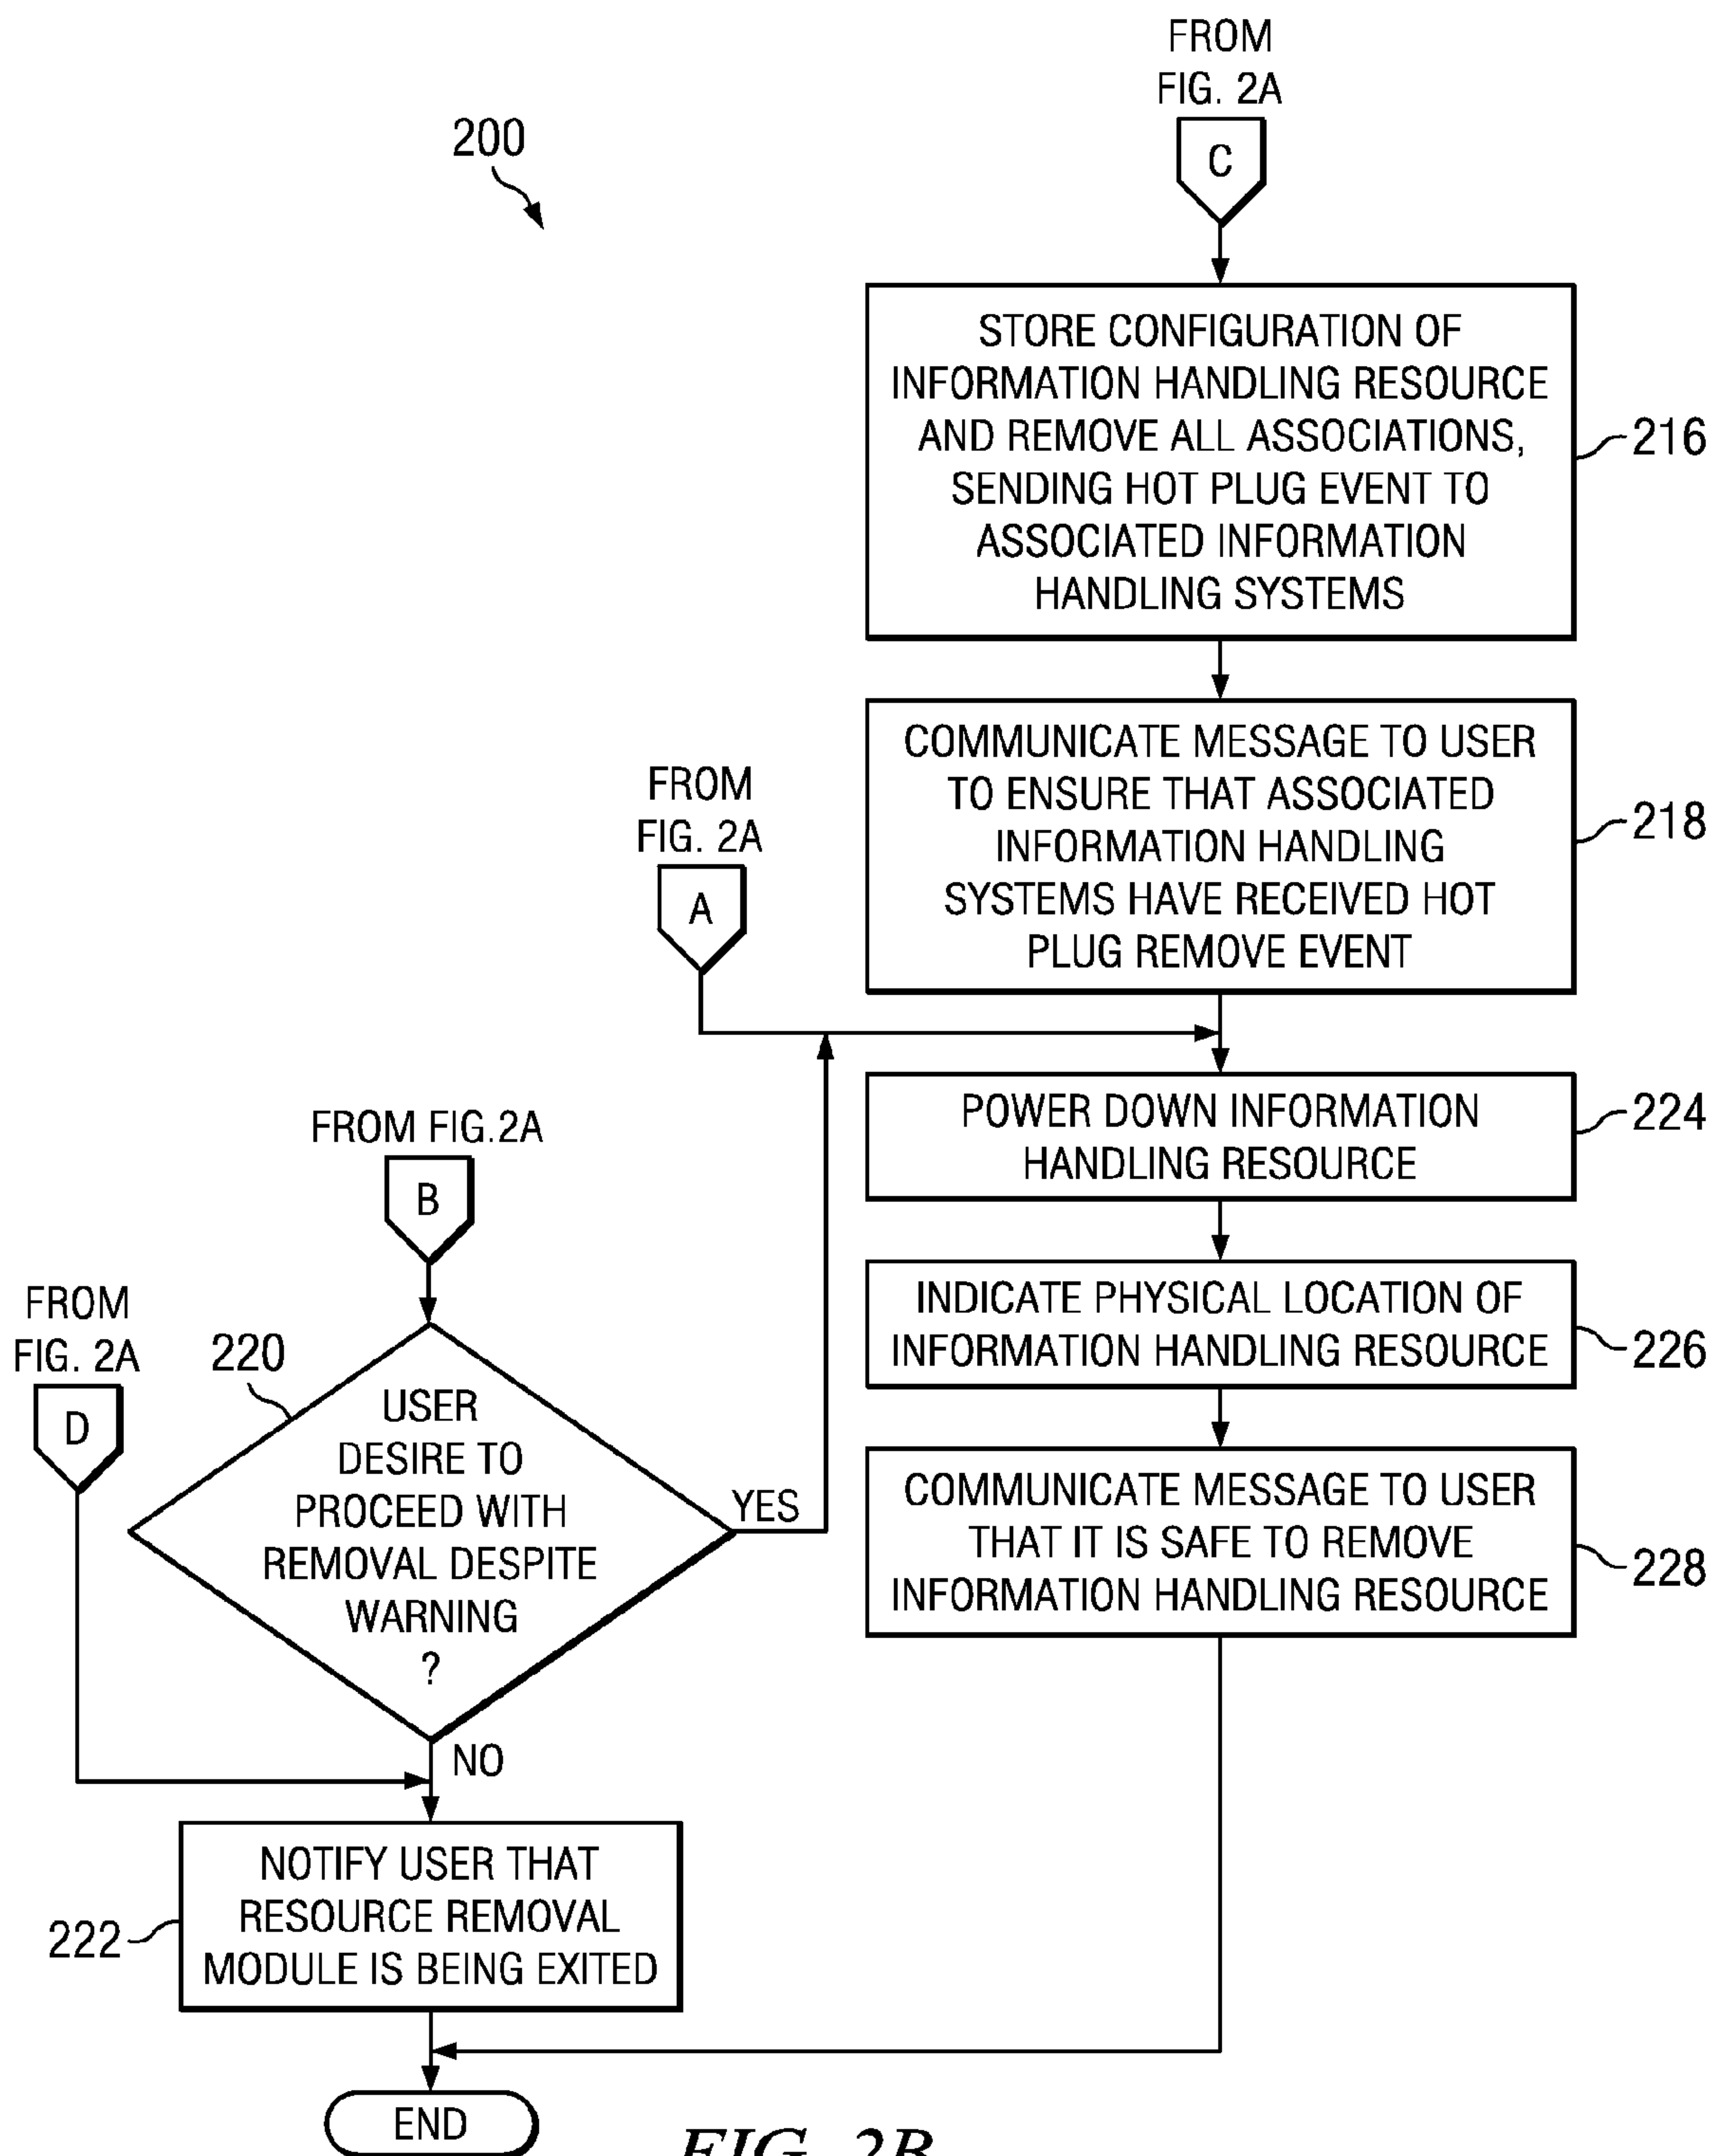 200
FROM
FIG. 2A
C
STORE CONFIGURATION OF
INFORMATION HANDLING RESOURCE
AND REMOVE ALL ASSOCIATIONS,
SENDING HOT PLUG EVENT TO
ASSOCIATED INFORMATION
HANDLING SYSTEMS
216
COMMUNICATE MESSAGE TO USER
TO ENSURE THAT ASSOCIATED
INFORMATION HANDLING
SYSTEMS HAVE RECEIVED HOT
PLUG REMOVE EVENT
218
FROM
FIG. 2A
A
POWER DOWN INFORMATION
HANDLING RESOURCE
224
FROM FIG.2A
B
INDICATE PHYSICAL LOCATION OF
INFORMATION HANDLING RESOURCE
226
FROM
FIG. 2A
D
220
USER
DESIRE TO
PROCEED WITH
REMOVAL DESPITE
WARNING
?
YES
NO
COMMUNICATE MESSAGE TO USER
THAT IT IS SAFE TO REMOVE
INFORMATION HANDLING RESOURCE
228
NOTIFY USER THAT
RESOURCE REMOVAL
MODULE IS BEING EXITED
222
END
FIG. 2B